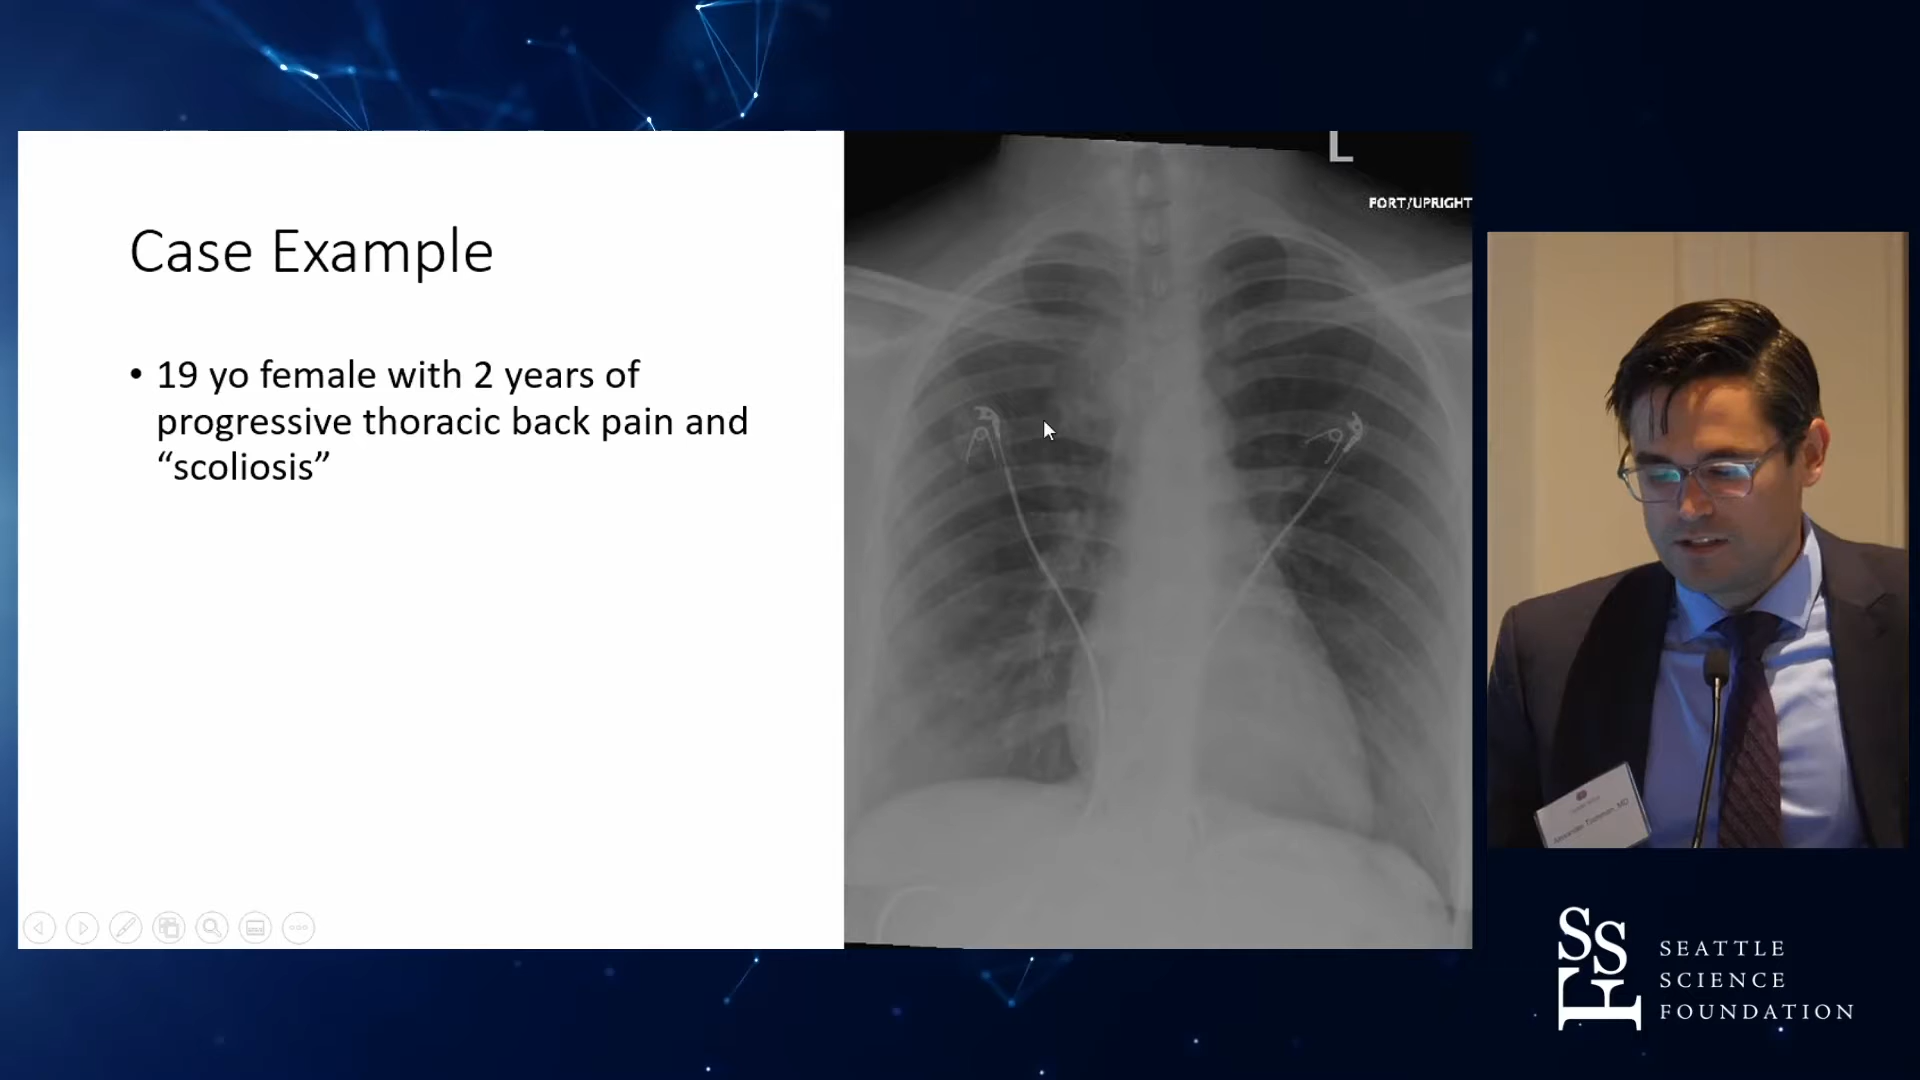 Case Example
• 19 yo female with 2 years of
progressive thoracic back pain and
“scoliosis”
L
PORT/UPRIGHT
SSF
SEATTLE
SCIENCE
FOUNDATION